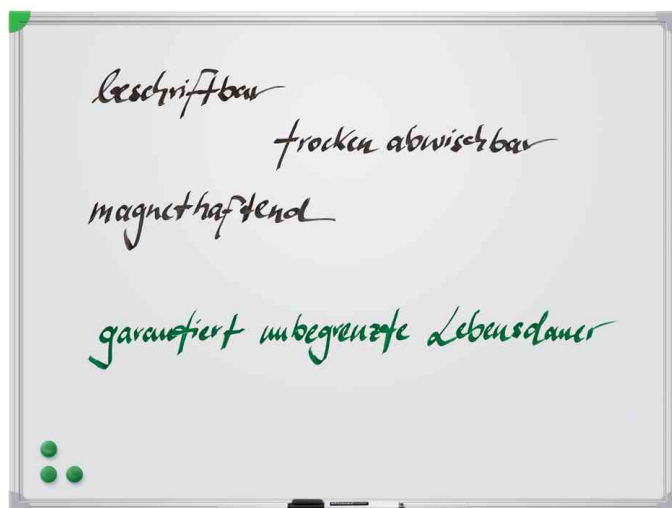 beschriftbar
trocken abwischbar
magnethaftend
garantiert unbegrenzte Lebensdauer